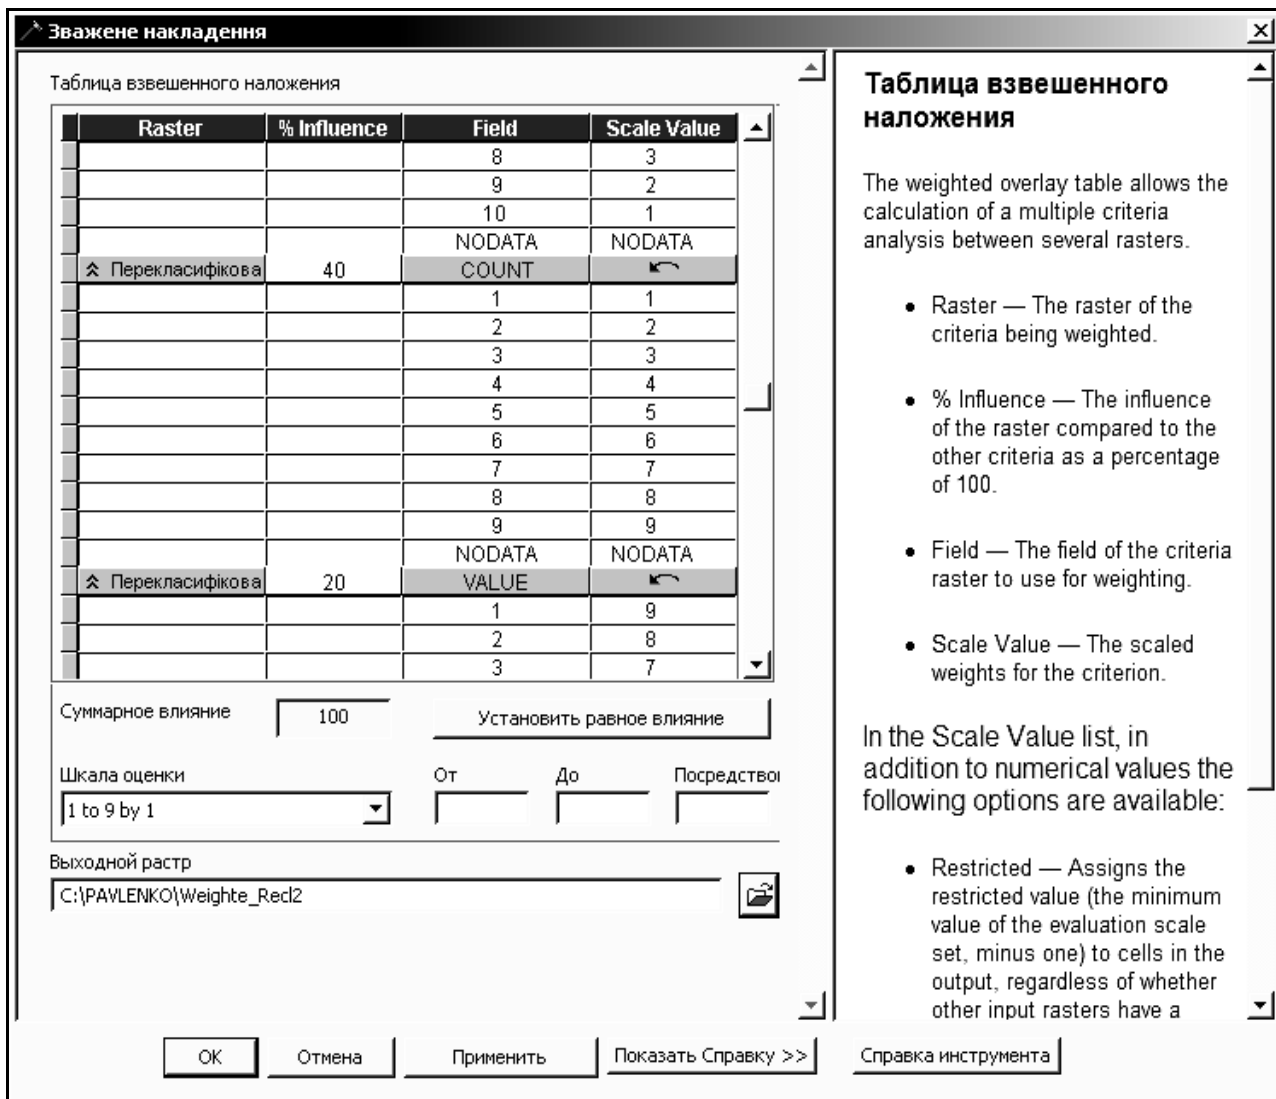 Зважене накладення
Таблица взвешенного наложения
Raster % Influence Field Scale Value
8 3
9 2
10 1
NODATA NODATA
Перекласифікова 40 COUNT
1 1
2 2
3 3
4 4
5 5
6 6
7 7
8 8
9 9
NODATA NODATA
Перекласифікова 20 VALUE
1 9
2 8
3 7
Суммарное влияние 100 Установить равное влияние
Шкала оценки От До Посредство
1 to 9 by 1
Выходной растр
C:\PAVLENKO\Weighte_Recl2
Таблица взвешенного
наложения
The weighted overlay table allows the
calculation of a multiple criteria
analysis between several rasters.
• Raster — The raster of the
criteria being weighted.
• % Influence — The influence
of the raster compared to the
other criteria as a percentage
of 100.
• Field — The field of the criteria
raster to use for weighting.
• Scale Value — The scaled
weights for the criterion.
In the Scale Value list, in
addition to numerical values the
following options are available:
• Restricted — Assigns the
restricted value (the minimum
value of the evaluation scale
set, minus one) to cells in the
output, regardless of whether
other input rasters have a
OK Отмена Применить Показать Справку >> Справка инструмента